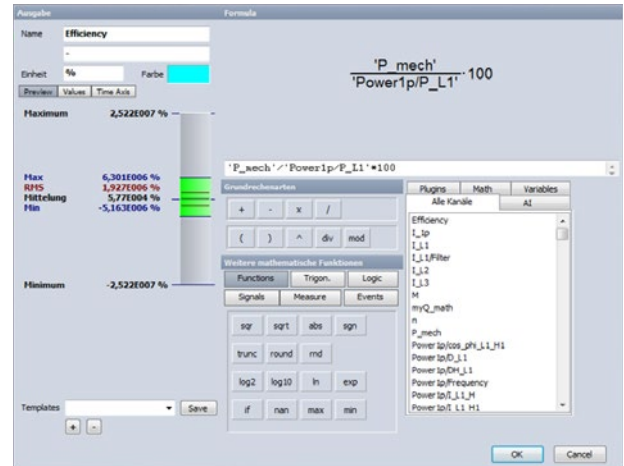 Ausgabe
Name Efficiency
-
Einheit % Farbe
Preview Values Time Axis
Maximum 2,522E007 %
Max 6,301E006 %
RMS 1,927E006 %
Mittelung 5,77E004 %
Min -5,163E006 %
Minimum -2,522E007 %
Templates Save
+ -
Formula
'P_mech'
'Power1p/P_L1' ·100
'P_mech'/'Power1p/P_L1'*100
Grundrechenarten
+ - x /
( ) ^ div mod
Weitere mathematische Funktionen
Functions Trigon. Logic
Signals Measure Events
sqr sqrt abs sgn
trunc round rnd
log2 log10 ln exp
if nan max min
Plugins Math Variables
Alle Kanäle AI
Efficiency
I_1p
I_L1
I_L1/Filter
I_L2
I_L3
M
myQ_math
n
P_mech
Power1p/cos_phi_L1_H1
Power1p/D_L1
Power1p/DH_L1
Power1p/Frequency
Power1p/I_L1_H
Power1p/I_L1_H1
OK Cancel